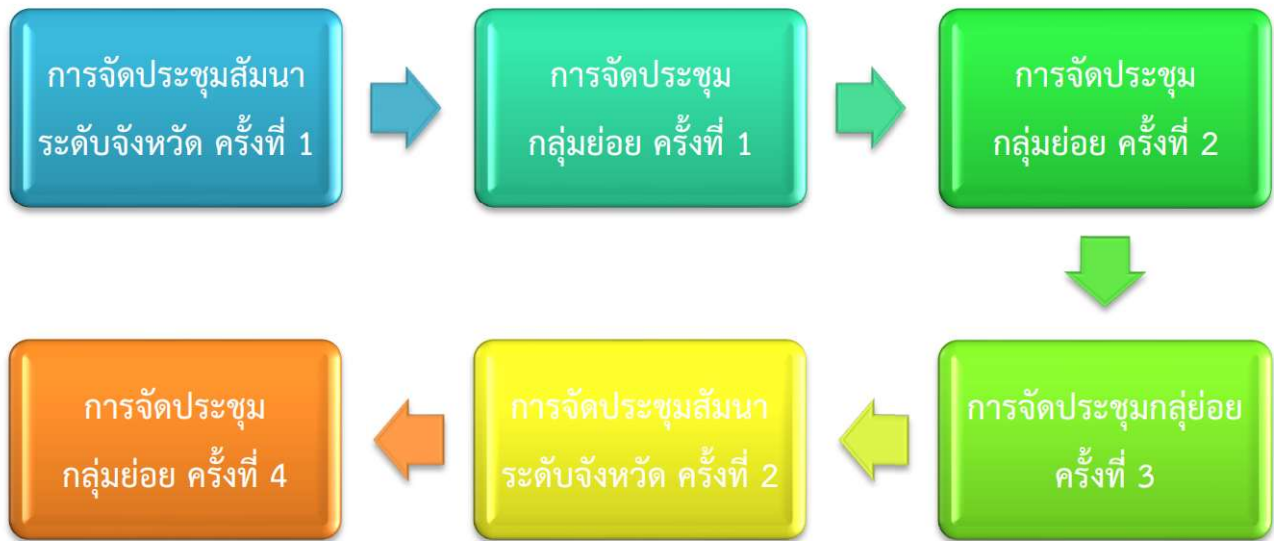 การจัดประชุมสัมนา
ระดับจังหวัด ครั้งที่ 1
การจัดประชุม
กลุ่มย่อย ครั้งที่ 1
การจัดประชุม
กลุ่มย่อย ครั้งที่ 2
การจัดประชุมกลุ่ย่อย
ครั้งที่ 3
การจัดประชุมสัมนา
ระดับจังหวัด ครั้งที่ 2
การจัดประชุม
กลุ่มย่อย ครั้งที่ 4